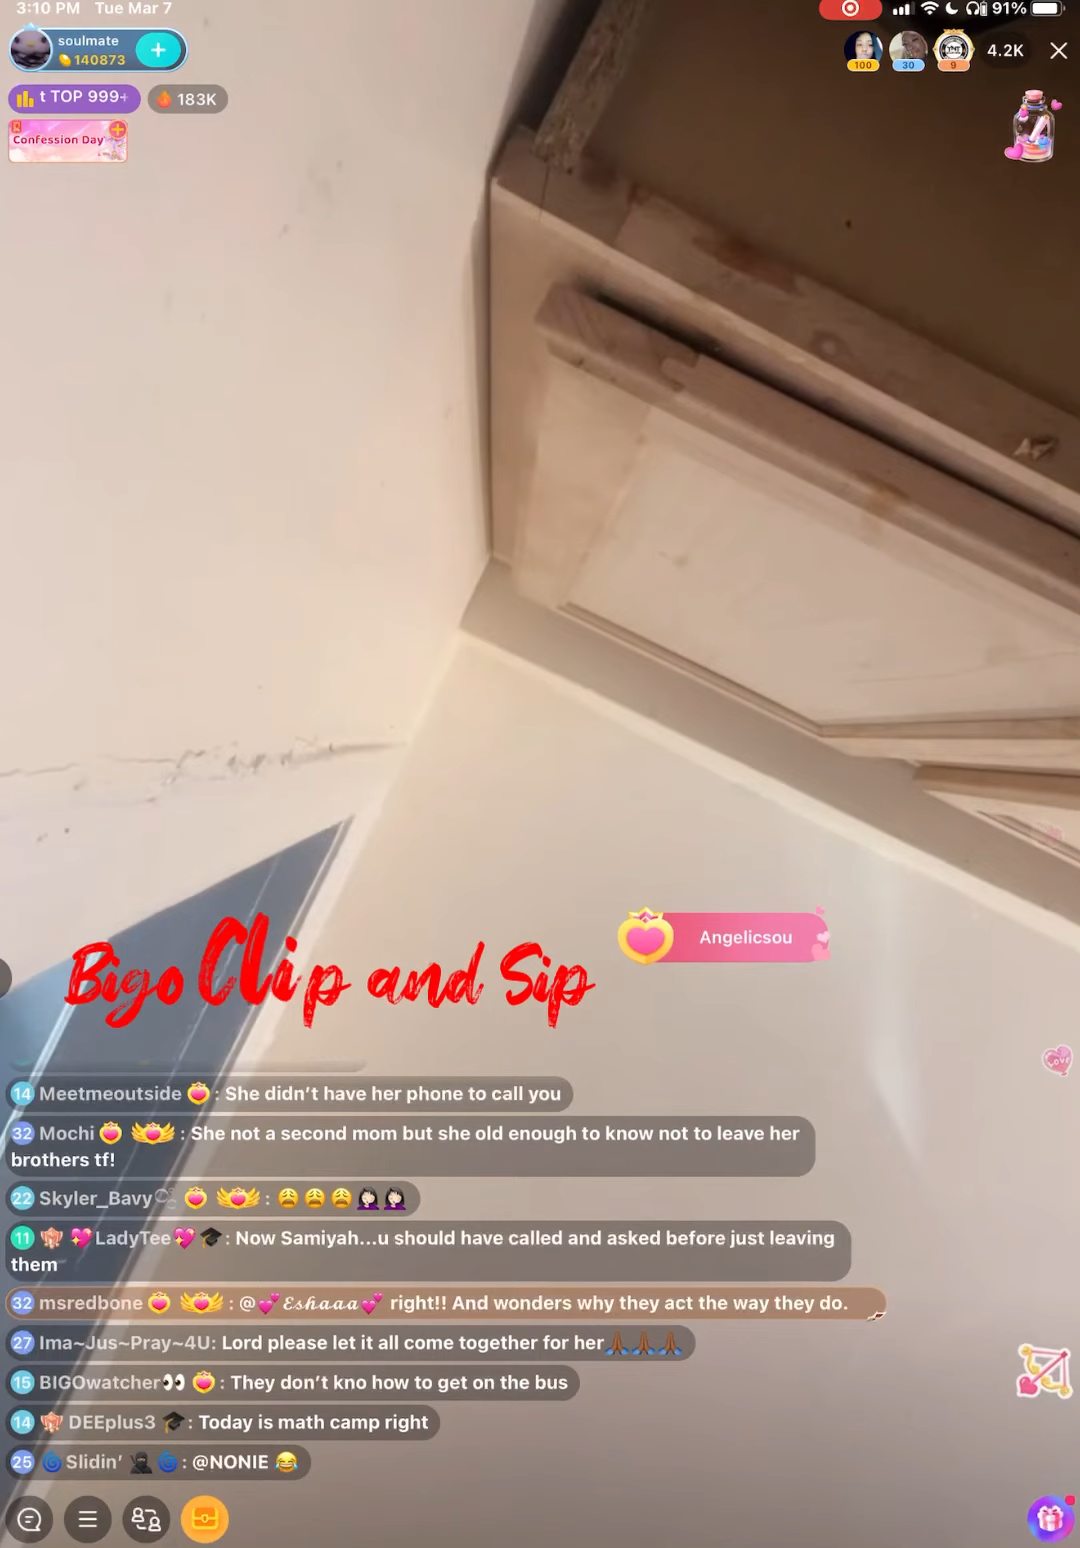 3:10 PM Tue Mar 7
91%
soulmate
140873
100
30
9
4.2K
t TOP 999+
183K
Confession Day
Angelicsou
Bigo Clip and Sip
14 Meetmeoutside : She didn't have her phone to call you
32 Mochi : She not a second mom but she old enough to know not to leave her
brothers tf!
22 Skyler_Bavy : 😩😩😩🤦🏻‍♀️🤦🏻‍♀️
11 💖LadyTee💖🎓: Now Samiyah...u should have called and asked before just leaving
them
32 msredbone : @💕𝓔𝓼𝓱𝓪𝓪𝓪💕 right!! And wonders why they act the way they do.
27 Ima~Jus~Pray~4U: Lord please let it all come together for her🙏🏾🙏🏾🙏🏾
15 BIGOwatcher👀 : They don't kno how to get on the bus
14 DEEplus3 🎓: Today is math camp right
25 🌀Slidin' 🥷🏿🌀: @NONIE 😂